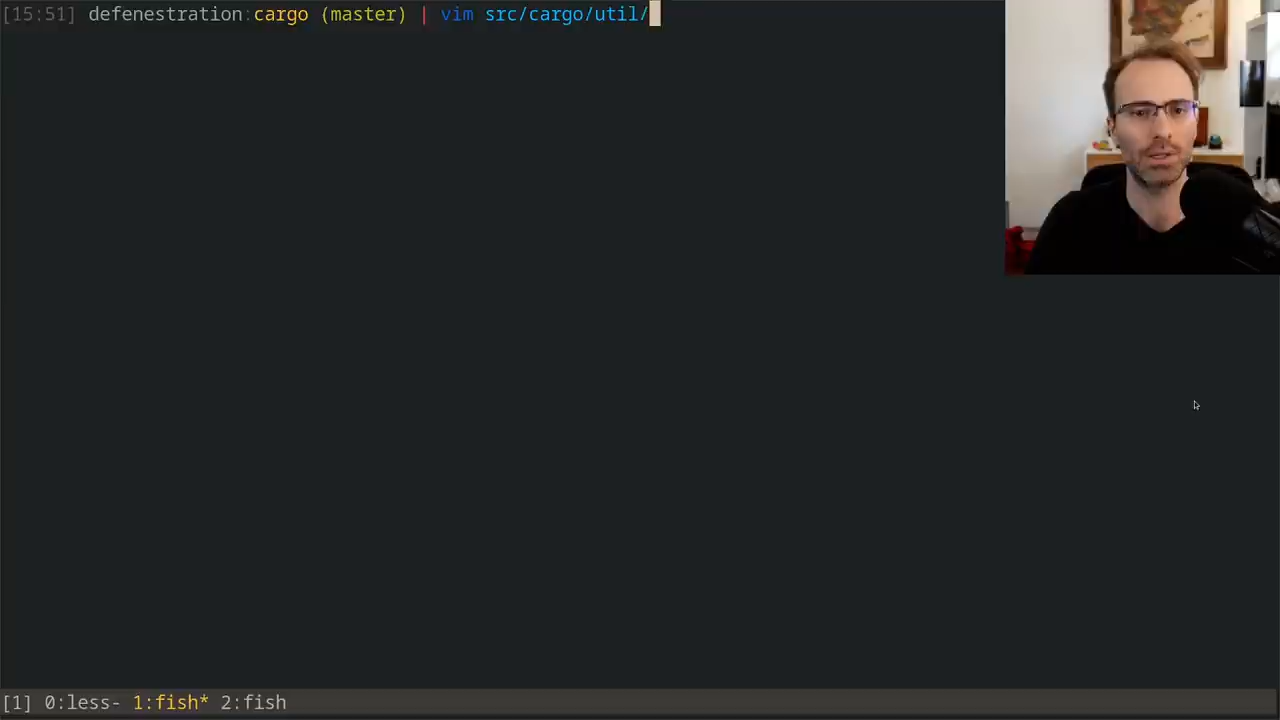 [15:51] defenestration:cargo (master) | vim src/cargo/util/
[1] 0:less- 1:fish* 2:fish